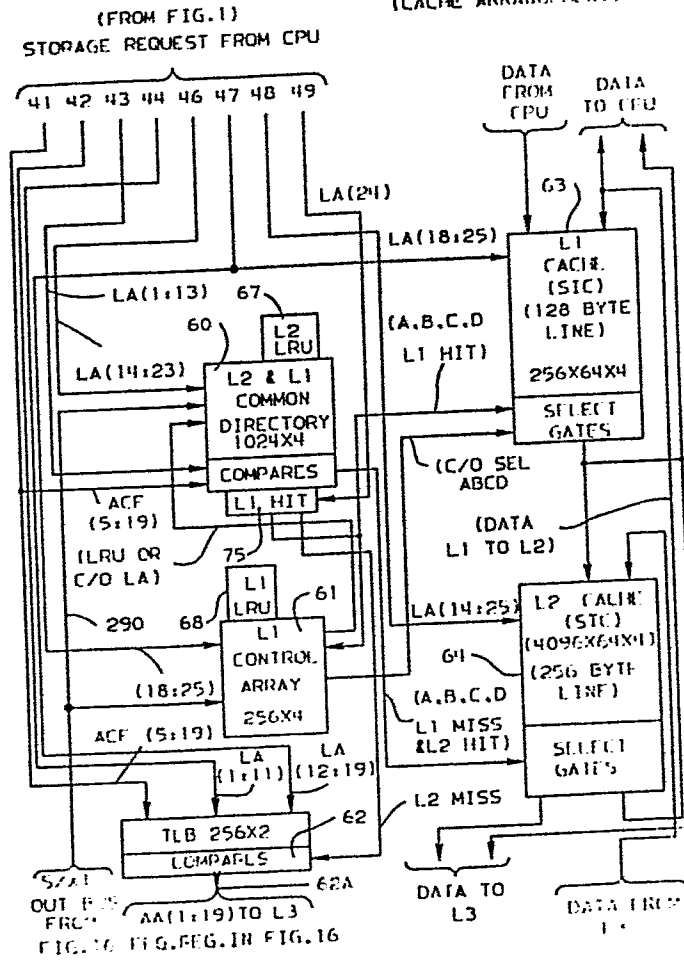 (FROM FIG.1)
STORAGE REQUEST FROM CPU
41 42 43 44 46 47 48 49
DATA
FROM
CPU
DATA
TO CPU
LA(24)
63
LA(18:25)
L1
CACHE
(SIC)
(128 BYTE
LINE)
256X64X4
SELECT
GATES
LA(1:13)
67
60
L2
LRU
(A.B.C.D
L1 HIT)
LA(14:23)
L2 & L1
COMMON
DIRECTORY
1024X4
COMPARES
L1 HIT
(C/O SEL
ABCD
ACF
(5:19)
(LRU OR
C/O LA)
75
(DATA
L1 TO L2)
L1
LRU
68
61
290
L1
CONTROL
ARRAY
256X4
(18:25)
LA(14:25)
L2 CACHE
(STC)
(4096X64X4)
(256 BYTE
LINE)
64
SELECT
GATES
(A.B.C.D
L1 MISS
&L2 HIT)
ACF (5:19)
LA
(1:11)
LA
(12:19)
L2 MISS
TLB 256X2
COMPARES
62
62A
OUT BUS
FROM
FIG.16
AA(1:19)TO L3
IN FIG.16
DATA TO
L3
DATA FROM